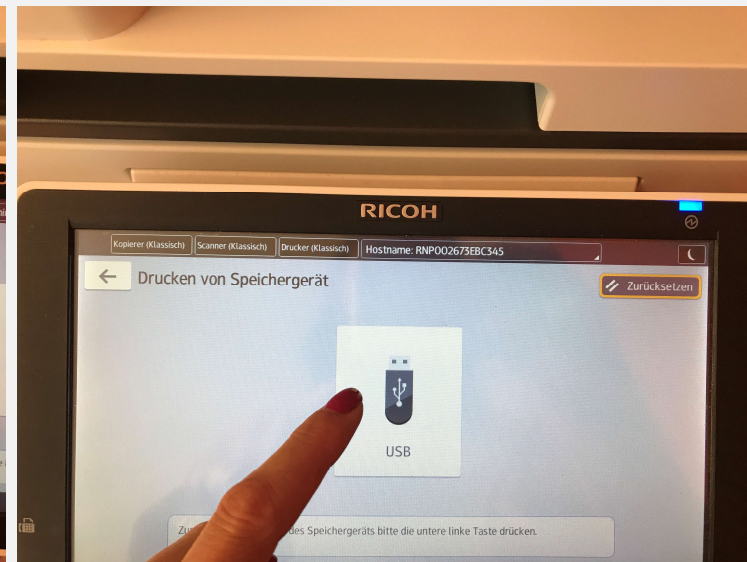 RICOH
Kopierer (Klassisch) Scanner (Klassisch) Drucker (Klassisch) Hostname: RNP002673EBC345
Drucken von Speichergerät
Zurücksetzen
USB
des Speichergeräts bitte die untere linke Taste drücken.